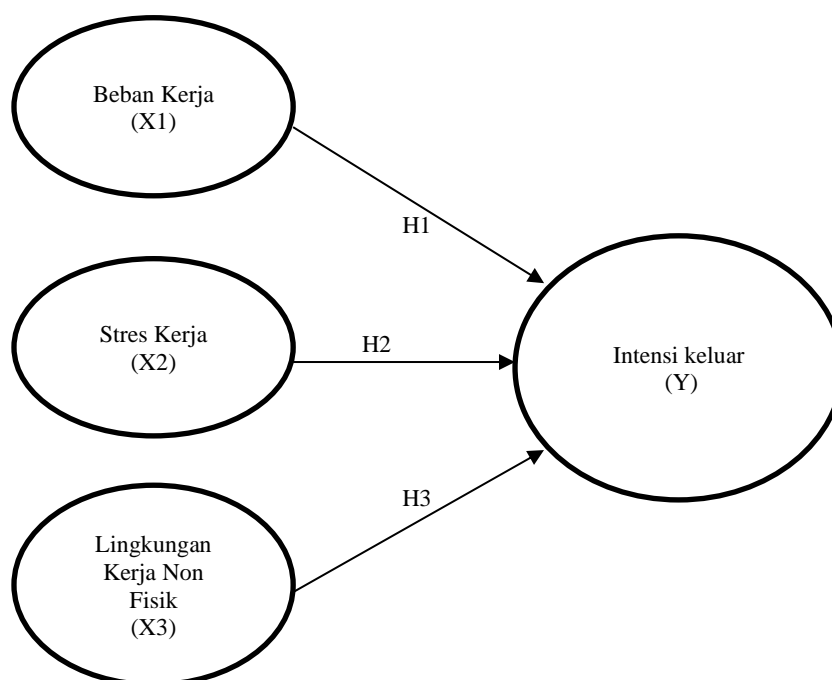 Beban Kerja
(X1)
H1
Stres Kerja
(X2)
H2
Intensi keluar
(Y)
H3
Lingkungan
Kerja Non
Fisik
(X3)